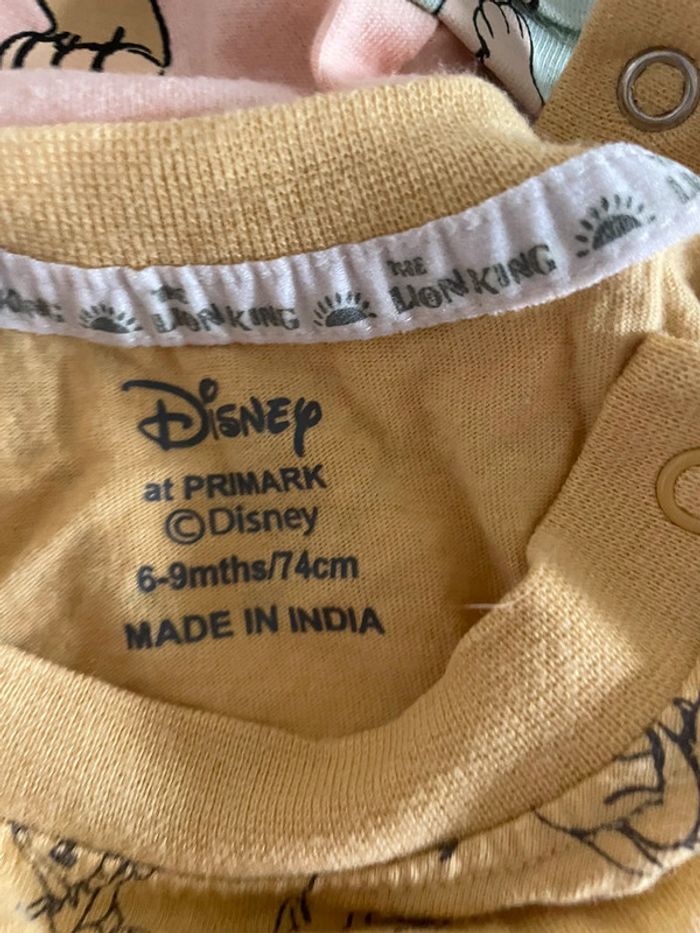 THE
LION KING
THE
LION KING
Disney
at PRIMARK
©Disney
6-9mths/74cm
MADE IN INDIA